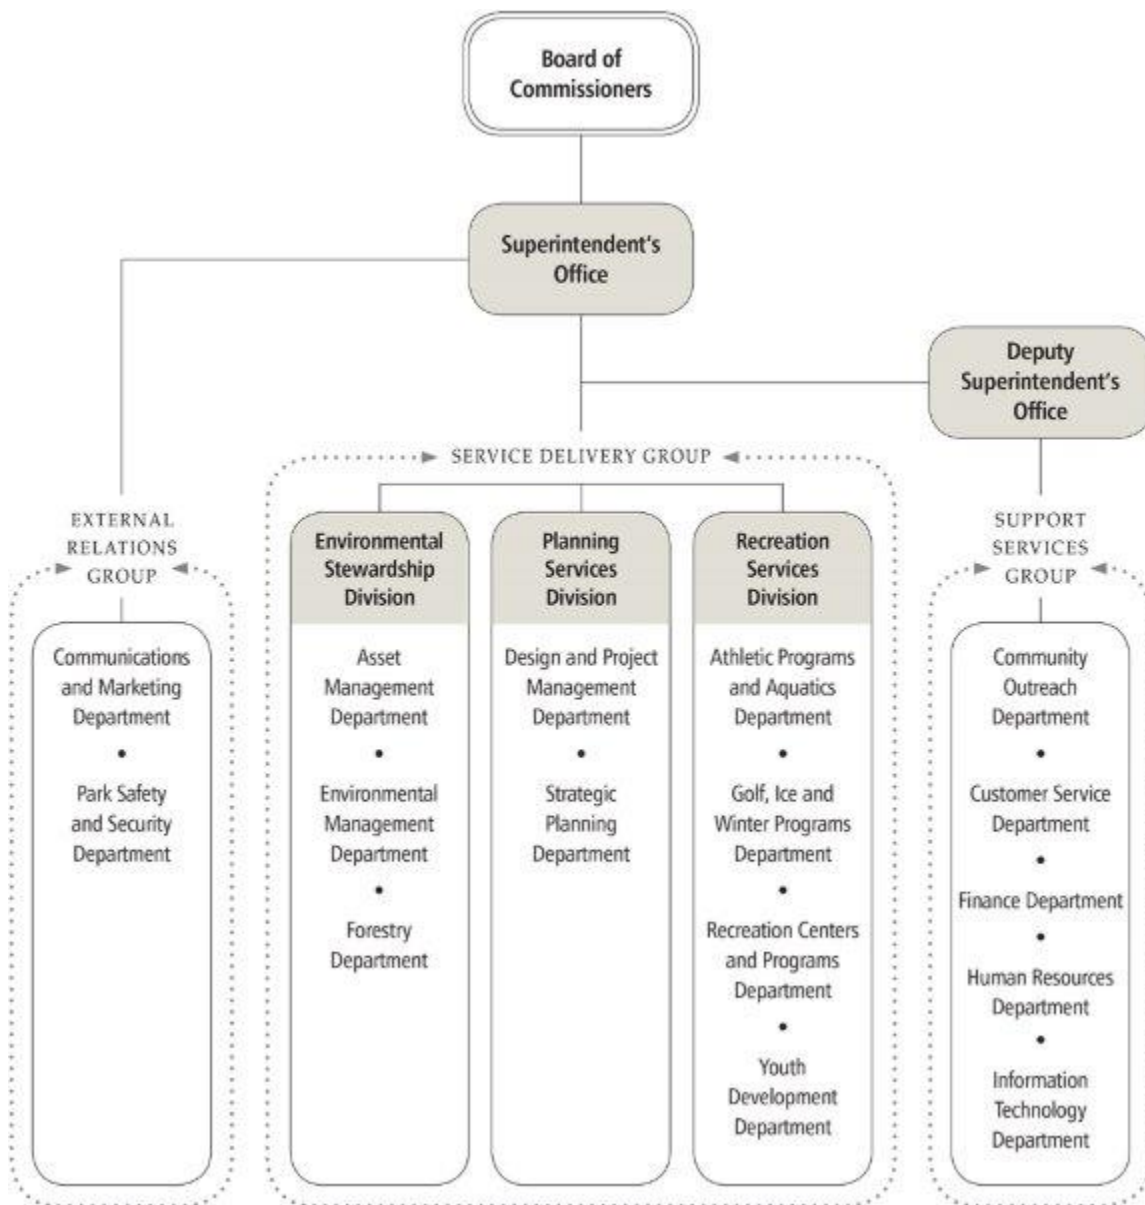 Board of
Commissioners
Superintendent's
Office
Deputy
Superintendent's
Office
EXTERNAL
RELATIONS
GROUP
Communications
and Marketing
Department
•
Park Safety
and Security
Department
SERVICE DELIVERY GROUP
Environmental
Stewardship
Division
Asset
Management
Department
•
Environmental
Management
Department
•
Forestry
Department
Planning
Services
Division
Design and Project
Management
Department
•
Strategic
Planning
Department
Recreation
Services
Division
Athletic Programs
and Aquatics
Department
•
Golf, Ice and
Winter Programs
Department
•
Recreation Centers
and Programs
Department
•
Youth
Development
Department
SUPPORT
SERVICES
GROUP
Community
Outreach
Department
•
Customer Service
Department
•
Finance Department
•
Human Resources
Department
•
Information
Technology
Department